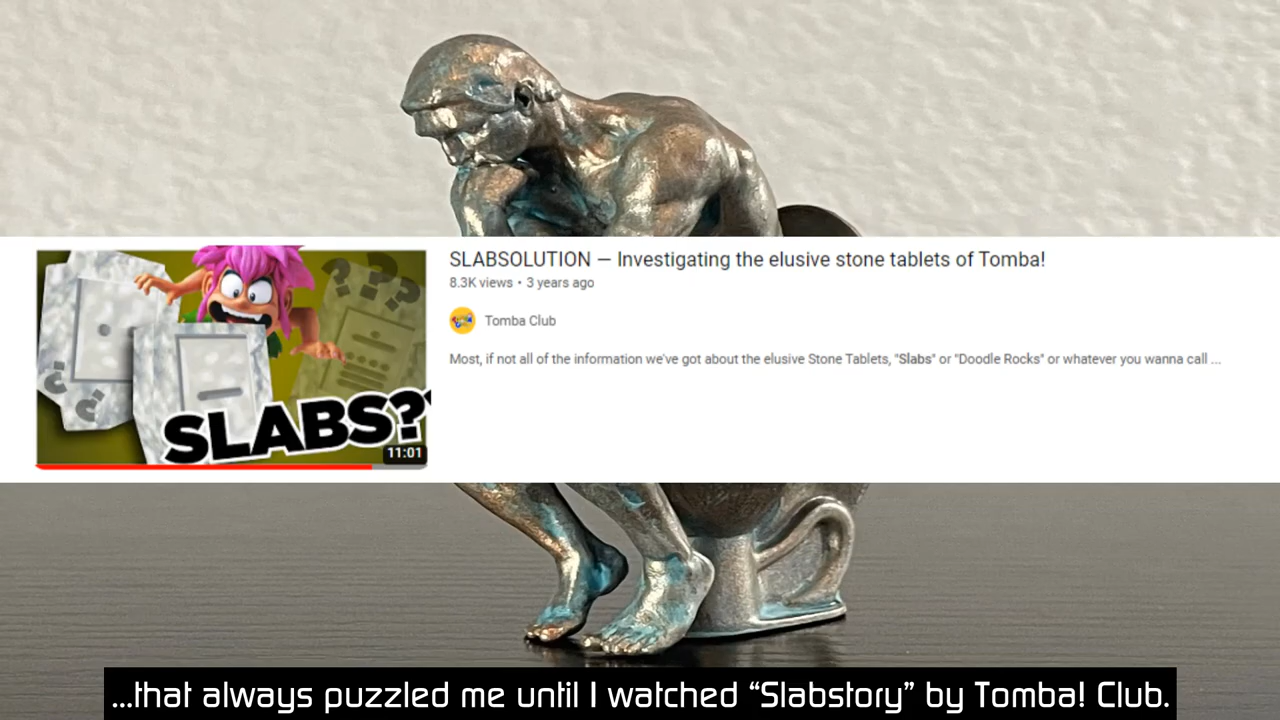 SLABSOLUTION — Investigating the elusive stone tablets of Tomba!
8.3K views • 3 years ago
Tomba Club
Most, if not all of the information we've got about the elusive Stone Tablets, "Slabs" or "Doodle Rocks" or whatever you wanna call ...
? ? ?
¿ ¿
SLABS??
11:01
...that always puzzled me until I watched “Slabstory” by Tomba! Club.